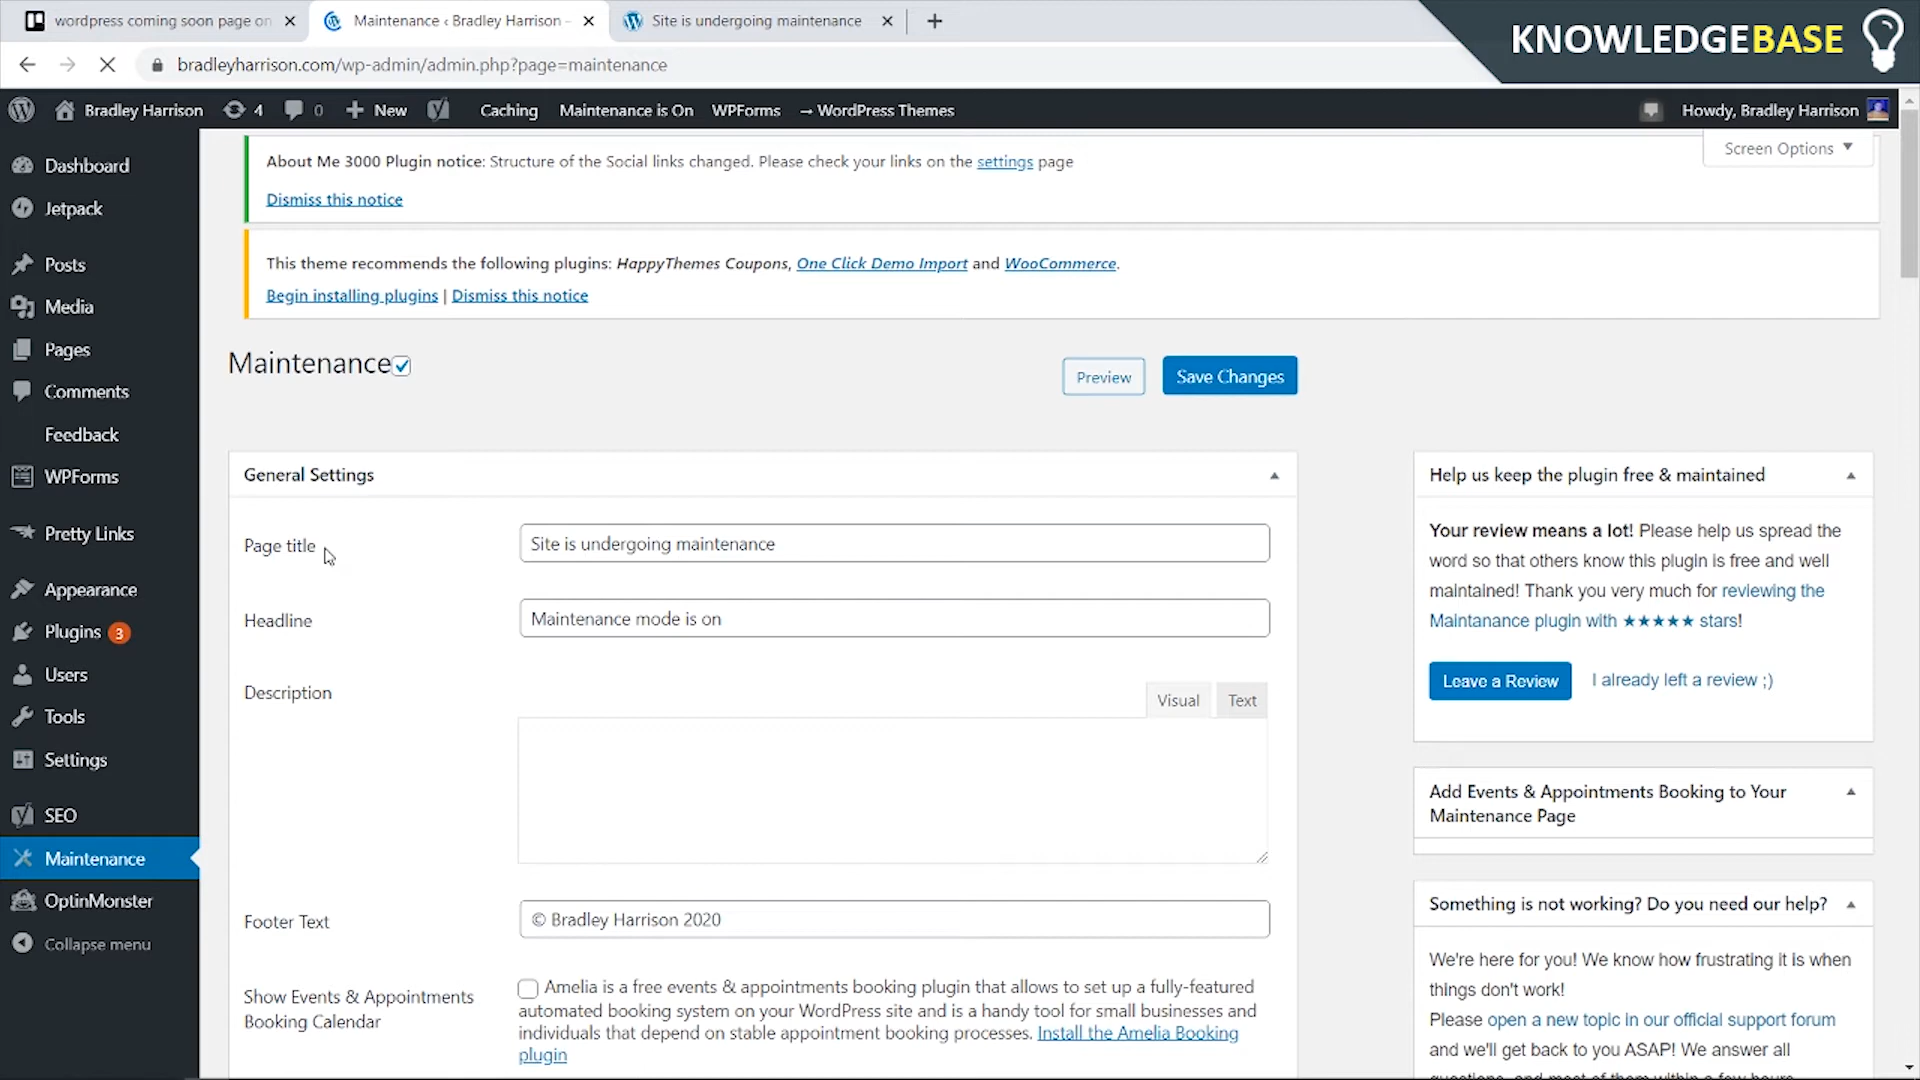 wordpress coming soon page on
Maintenance ‹ Bradley Harrison –
Site is undergoing maintenance
KNOWLEDGEBASE
bradleyharrison.com/wp-admin/admin.php?page=maintenance
Bradley Harrison
4
0
New
Caching
Maintenance is On
WPForms
→ WordPress Themes
Howdy, Bradley Harrison
Screen Options
About Me 3000 Plugin notice: Structure of the Social links changed. Please check your links on the settings page
Dismiss this notice
This theme recommends the following plugins: HappyThemes Coupons, One Click Demo Import and WooCommerce.
Begin installing plugins | Dismiss this notice
Dashboard
Jetpack
Posts
Media
Pages
Comments
Feedback
WPForms
Pretty Links
Appearance
Plugins 3
Users
Tools
Settings
SEO
Maintenance
OptinMonster
Collapse menu
Maintenance
Preview
Save Changes
General Settings
Page title
Site is undergoing maintenance
Headline
Maintenance mode is on
Description
Visual
Text
Footer Text
© Bradley Harrison 2020
Show Events & Appointments
Booking Calendar
Amelia is a free events & appointments booking plugin that allows to set up a fully-featured
automated booking system on your WordPress site and is a handy tool for small businesses and
individuals that depend on stable appointment booking processes. Install the Amelia Booking
plugin
Help us keep the plugin free & maintained
Your review means a lot! Please help us spread the
word so that others know this plugin is free and well
maintained! Thank you very much for reviewing the
Maintanance plugin with ★★★★★ stars!
Leave a Review
I already left a review ;)
Add Events & Appointments Booking to Your
Maintenance Page
Something is not working? Do you need our help?
We're here for you! We know how frustrating it is when
things don't work!
Please open a new topic in our official support forum
and we'll get back to you ASAP! We answer all
questions, and most of them within a few hours.